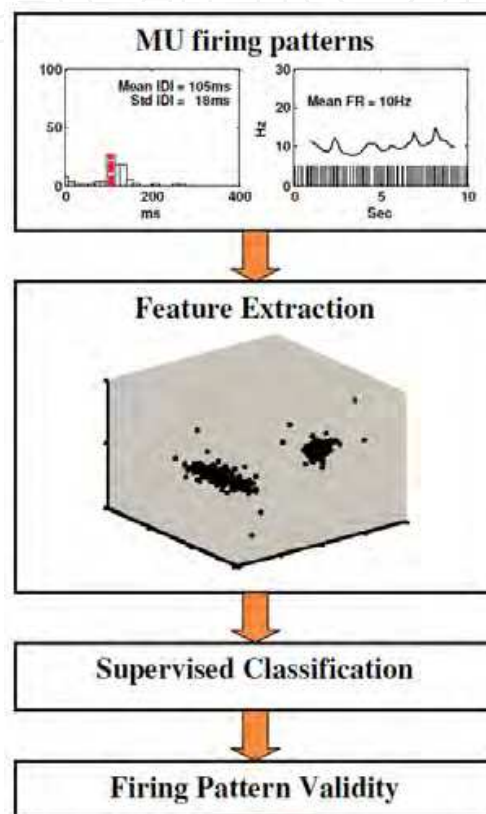 MU firing patterns
100
50
0
0
200
400
ms
Mean IDI = 105ms
Std IDI = 18ms
30
20
10
0
Hz
Mean FR = 10Hz
0
5
10
Sec
Feature Extraction
Supervised Classification
Firing Pattern Validity